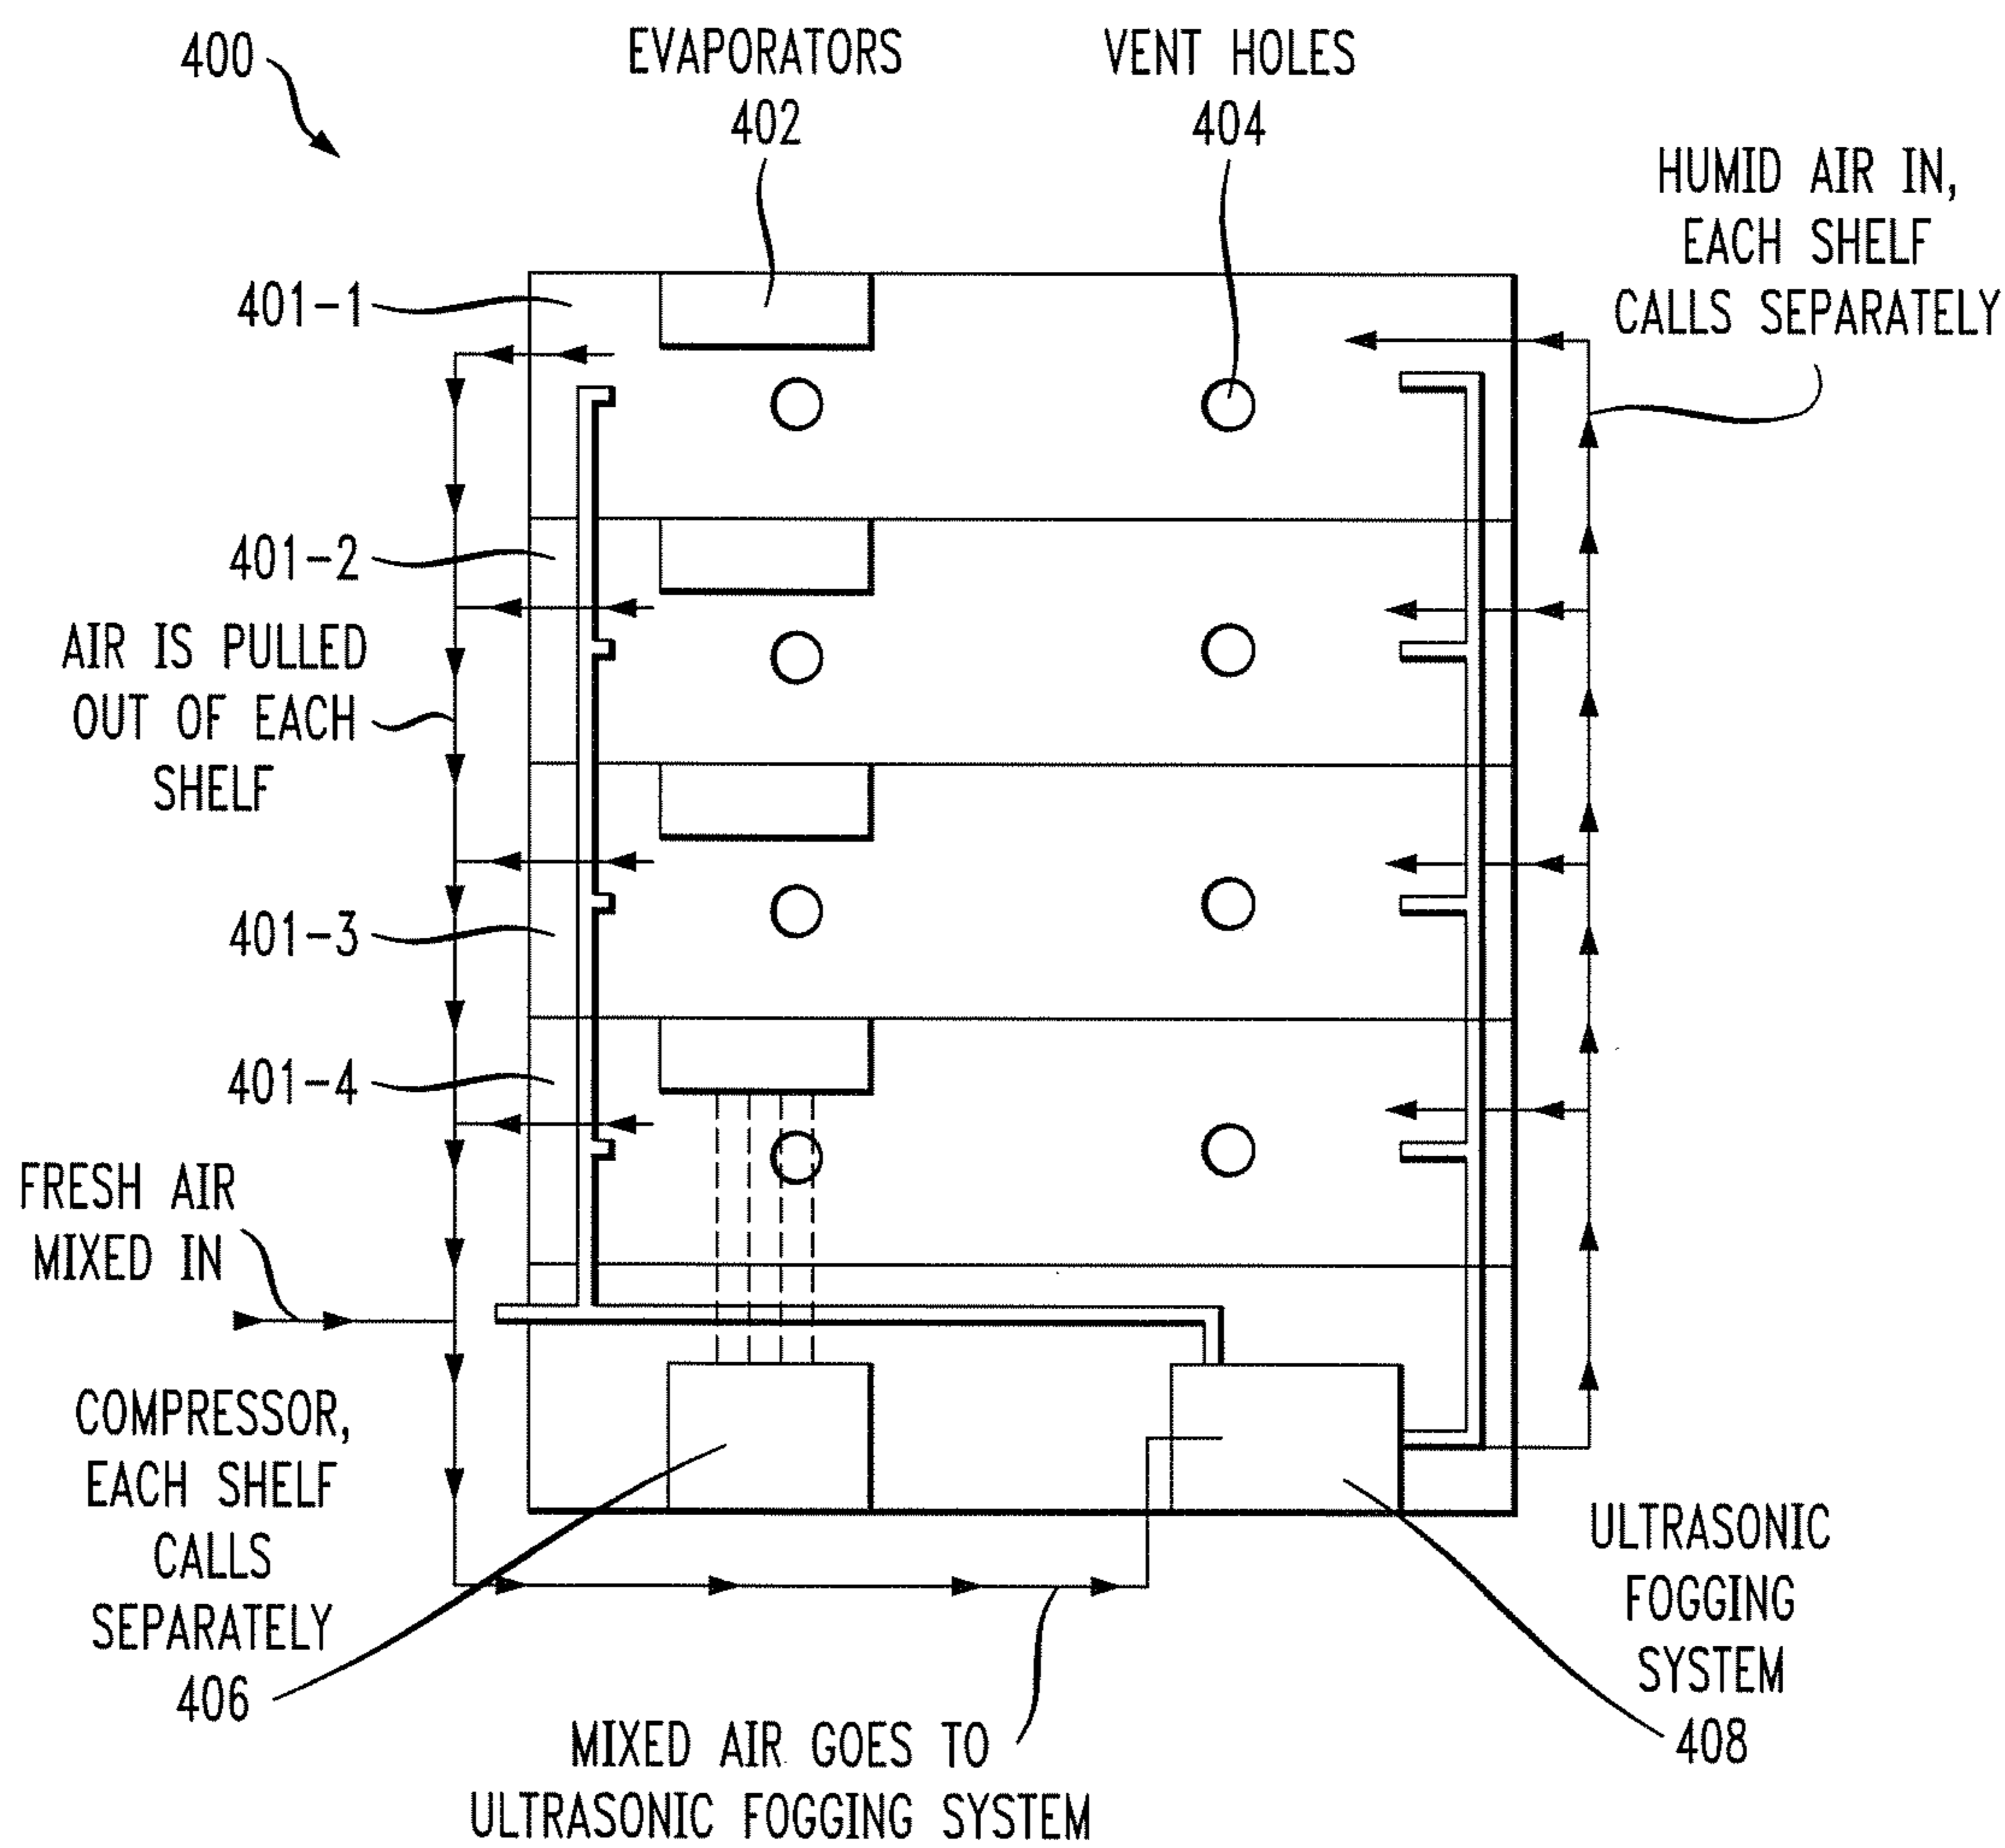 400
EVAPORATORS
402
VENT HOLES
404
HUMID AIR IN,
EACH SHELF
CALLS SEPARATELY
401-1
401-2
AIR IS PULLED
OUT OF EACH
SHELF
401-3
401-4
FRESH AIR
MIXED IN
COMPRESSOR,
EACH SHELF
CALLS
SEPARATELY
406
ULTRASONIC
FOGGING
SYSTEM
408
MIXED AIR GOES TO
ULTRASONIC FOGGING SYSTEM